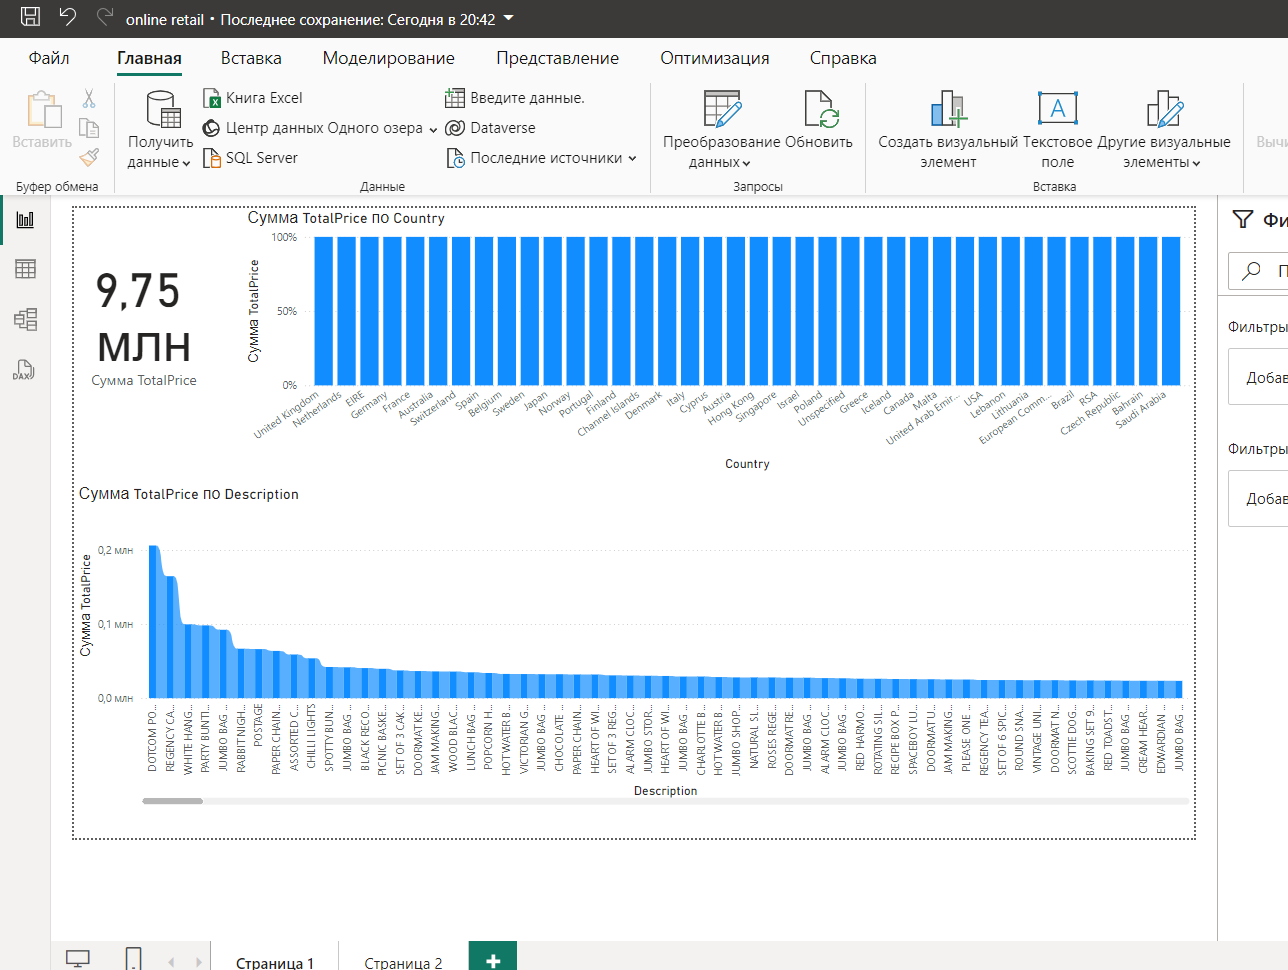 online retail • Последнее сохранение: Сегодня в 20:42
Файл Главная Вставка Моделирование Представление Оптимизация Справка
Вставить
Буфер обмена
Получить данные
Книга Excel
Центр данных Одного озера
SQL Server
Введите данные.
Dataverse
Последние источники
Данные
Преобразование данных
Обновить
Запросы
Создать визуальный элемент
A
Текстовое поле
Другие визуальные элементы
Вставка
Вычи
DAX
9,75
млн
Сумма TotalPrice
Сумма TotalPrice по Country
Сумма TotalPrice
100%
50%
0%
United Kingdom
Netherlands
EIRE
Germany
France
Australia
Switzerland
Spain
Belgium
Sweden
Japan
Norway
Portugal
Finland
Channel Islands
Denmark
Italy
Cyprus
Austria
Hong Kong
Singapore
Israel
Poland
Unspecified
Greece
Iceland
Canada
Malta
United Arab Emir...
USA
Lebanon
Lithuania
European Comm...
Brazil
RSA
Czech Republic
Bahrain
Saudi Arabia
Country
Сумма TotalPrice по Description
Сумма TotalPrice
0,2 млн
0,1 млн
0,0 млн
DOTCOM PO...
REGENCY CA...
WHITE HANG...
PARTY BUNTI...
JUMBO BAG ...
RABBIT NIGH...
POSTAGE
PAPER CHAIN...
ASSORTED C...
CHILLI LIGHTS
SPOTTY BUN...
JUMBO BAG ...
BLACK RECO...
PICNIC BASKE...
SET OF 3 CAK...
DOORMAT KE...
JAM MAKING...
WOOD BLAC...
LUNCH BAG ...
POPCORN H...
HOT WATER B...
VICTORIAN G...
JUMBO BAG ...
CHOCOLATE ...
PAPER CHAIN...
HEART OF WI...
SET OF 3 REG...
ALARM CLOC...
JUMBO STOR...
HEART OF WI...
JUMBO BAG ...
CHARLOTTE B...
HOT WATER B...
JUMBO SHOP...
NATURAL SL...
ROSES REGE...
DOORMAT RE...
JUMBO BAG ...
ALARM CLOC...
JUMBO BAG ...
RED HARMO...
ROTATING SIL...
RECIPE BOX P...
SPACEBOY LU...
DOORMAT U...
JAM MAKING...
PLEASE ONE ...
REGENCY TEA...
SET OF 6 SPIC...
ROUND SNA...
VINTAGE UNI...
DOORMAT N...
SCOTTIE DOG...
BAKING SET 9...
RED TOADST...
JUMBO BAG ...
CREAM HEAR...
EDWARDIAN ...
JUMBO BAG ...
Description
Фи
П
Фильтры
Добав
Фильтры
Добав
Страница 1 Страница 2